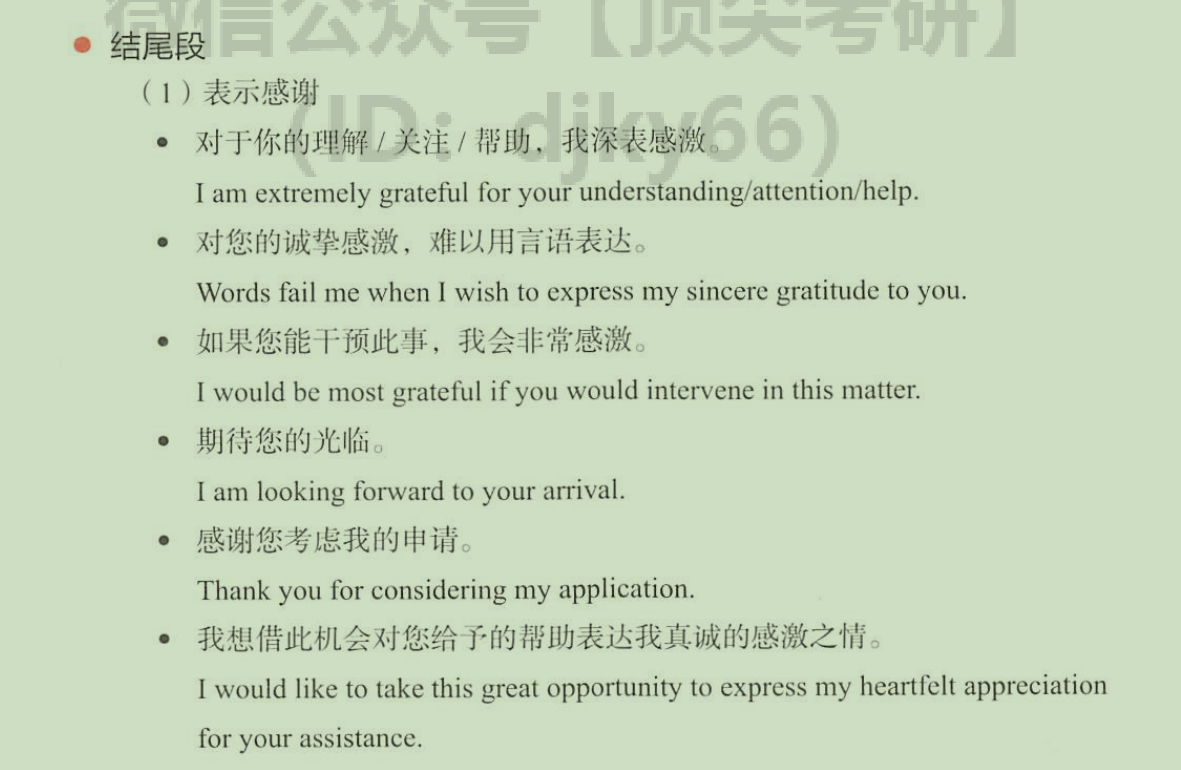 微信公众号【顶尖考研】
结尾段
（1）表示感谢
（ID：djky66）
对于你的理解 / 关注 / 帮助，我深表感激。
I am extremely grateful for your understanding/attention/help.
对您的诚挚感激，难以用言语表达。
Words fail me when I wish to express my sincere gratitude to you.
如果您能干预此事，我会非常感激。
I would be most grateful if you would intervene in this matter.
期待您的光临。
I am looking forward to your arrival.
感谢您考虑我的申请。
Thank you for considering my application.
我想借此机会对您给予的帮助表达我真诚的感激之情。
I would like to take this great opportunity to express my heartfelt appreciation
for your assistance.